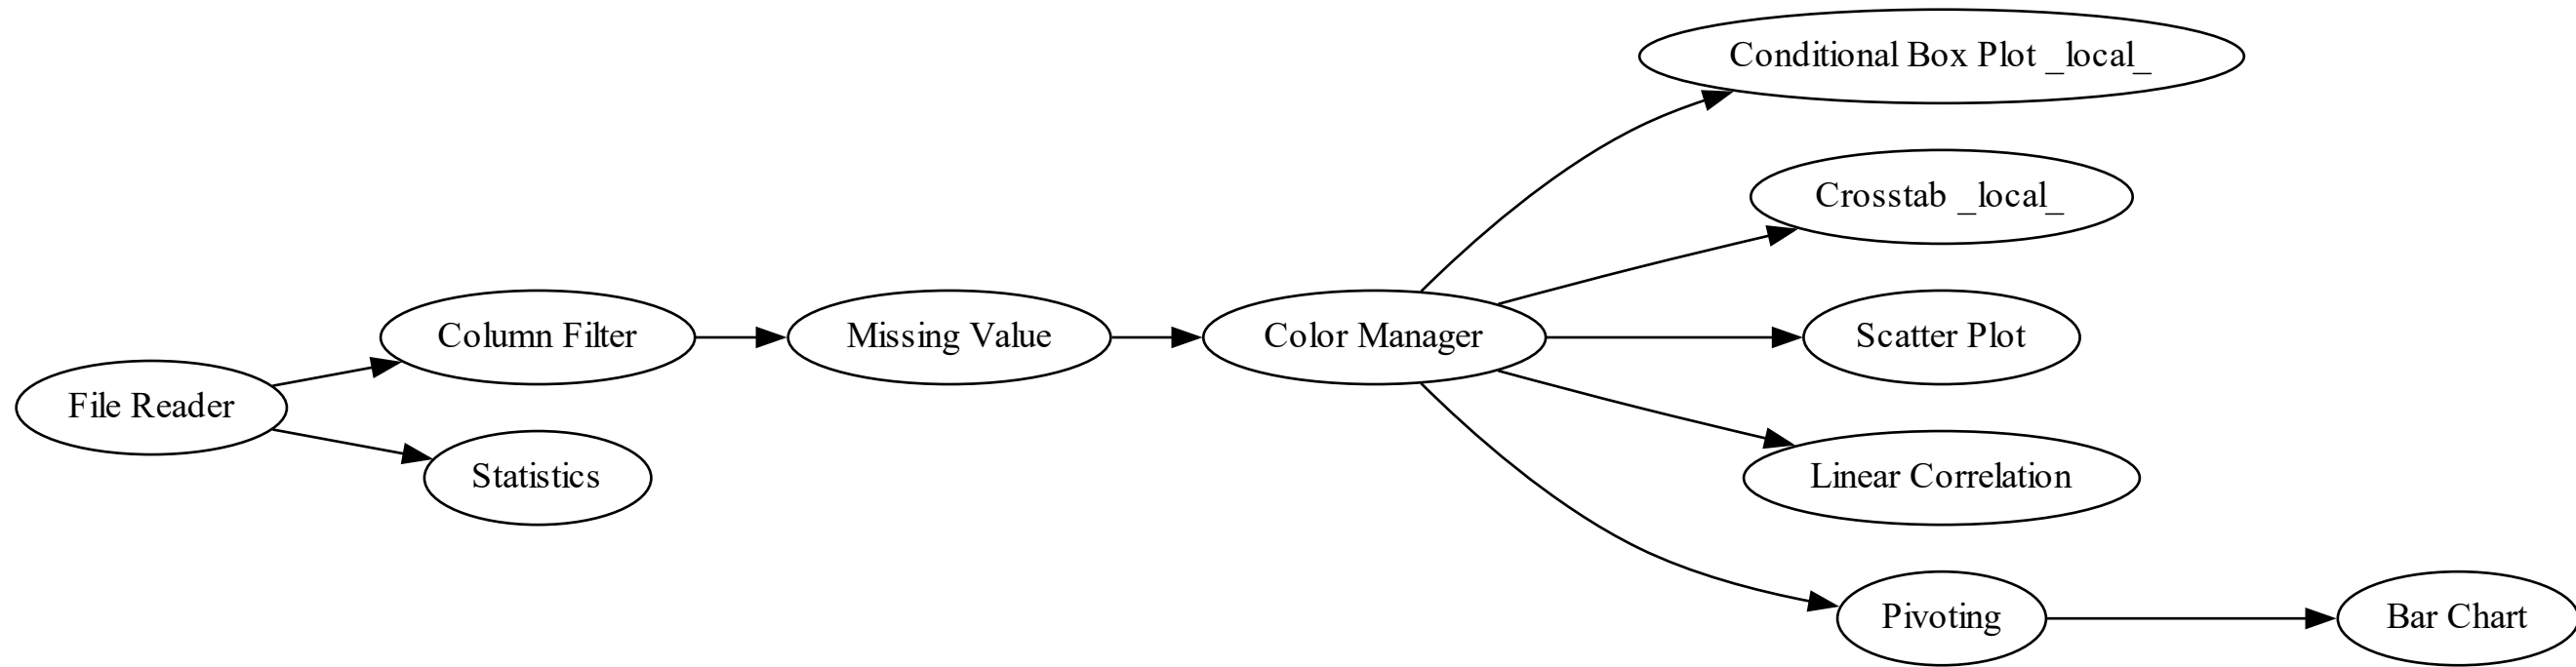 Conditional Box Plot _local_
Crosstab _local_
Column Filter
Missing Value
Color Manager
Scatter Plot
File Reader
Statistics
Linear Correlation
Pivoting
Bar Chart